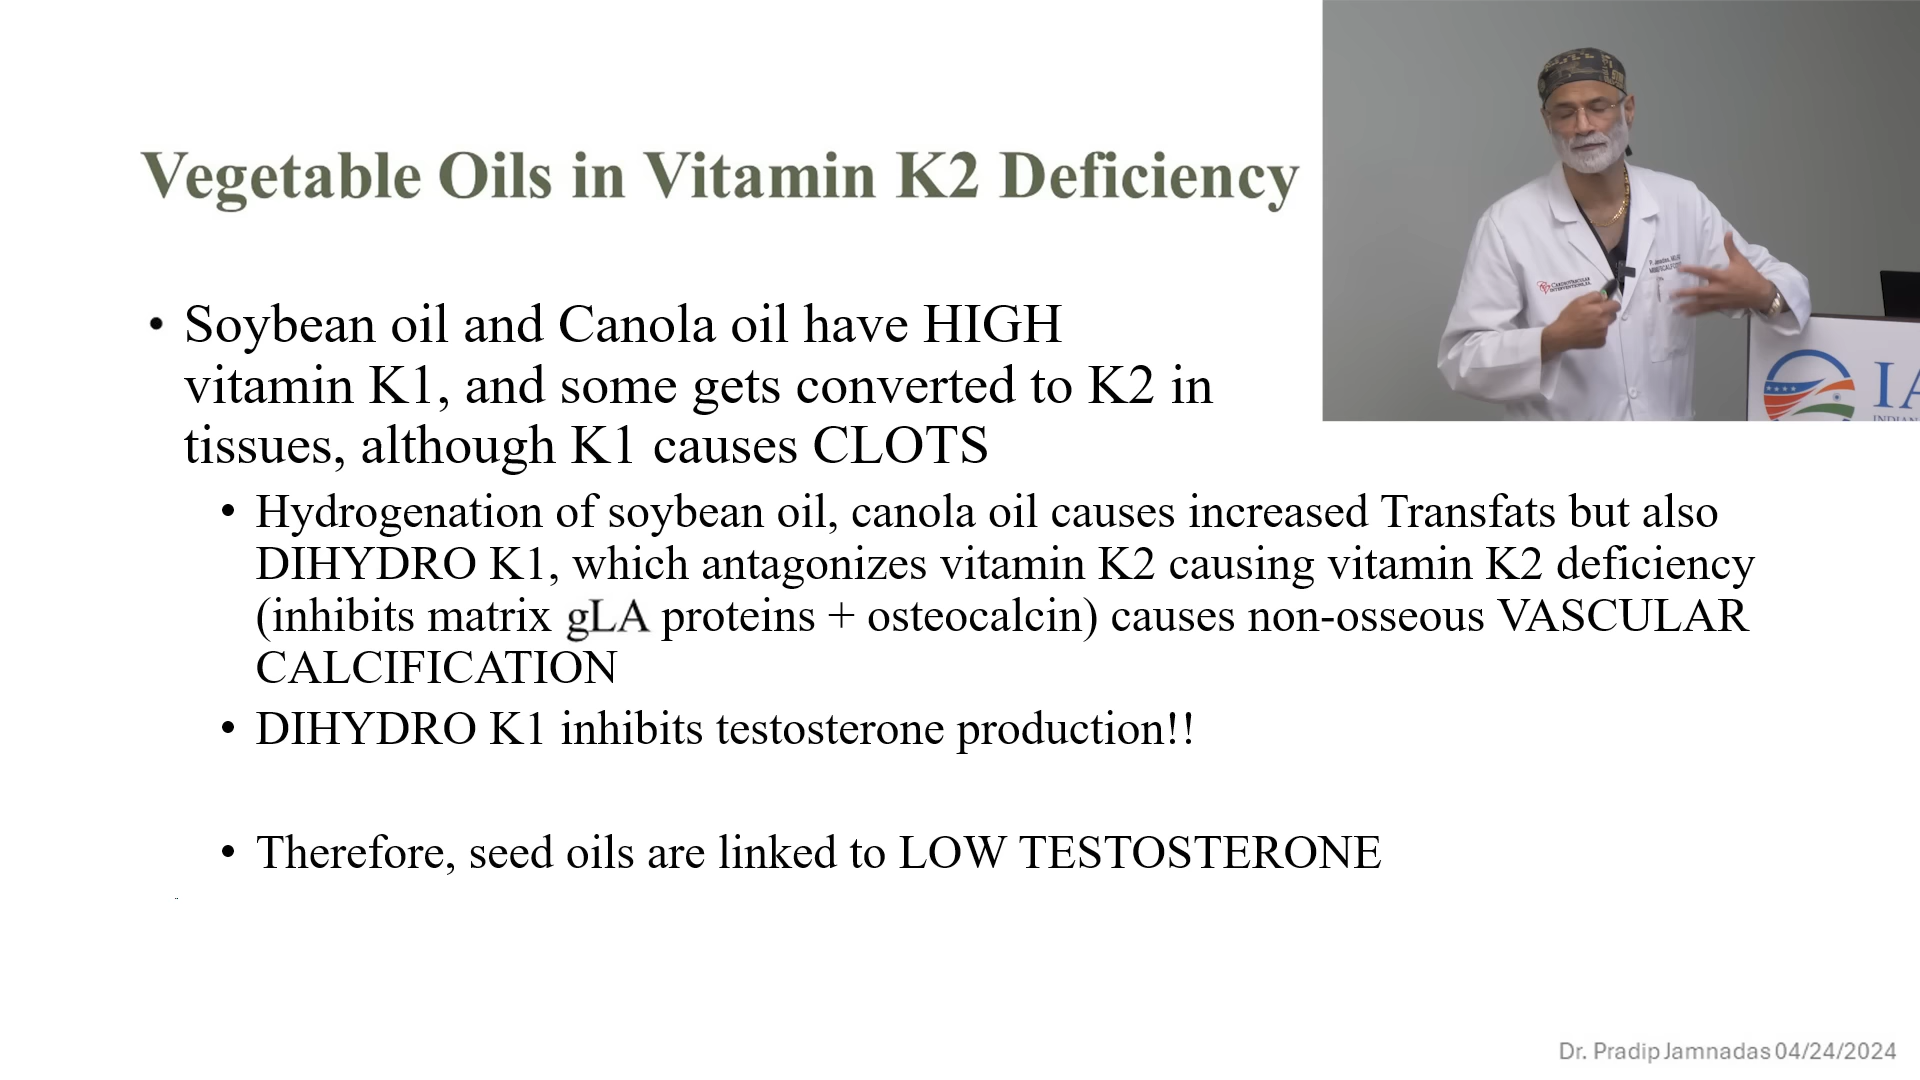 Vegetable Oils in Vitamin K2 Deficiency
• Soybean oil and Canola oil have HIGH
vitamin K1, and some gets converted to K2 in
tissues, although K1 causes CLOTS
• Hydrogenation of soybean oil, canola oil causes increased Transfats but also
DIHYDRO K1, which antagonizes vitamin K2 causing vitamin K2 deficiency
(inhibits matrix gLA proteins + osteocalcin) causes non-osseous VASCULAR
CALCIFICATION
• DIHYDRO K1 inhibits testosterone production!!
• Therefore, seed oils are linked to LOW TESTOSTERONE
CARDIOVASCULAR
INTERVENTIONS, P.A.
IA
INDIAN
Dr. Pradip Jamnadas 04/24/2024